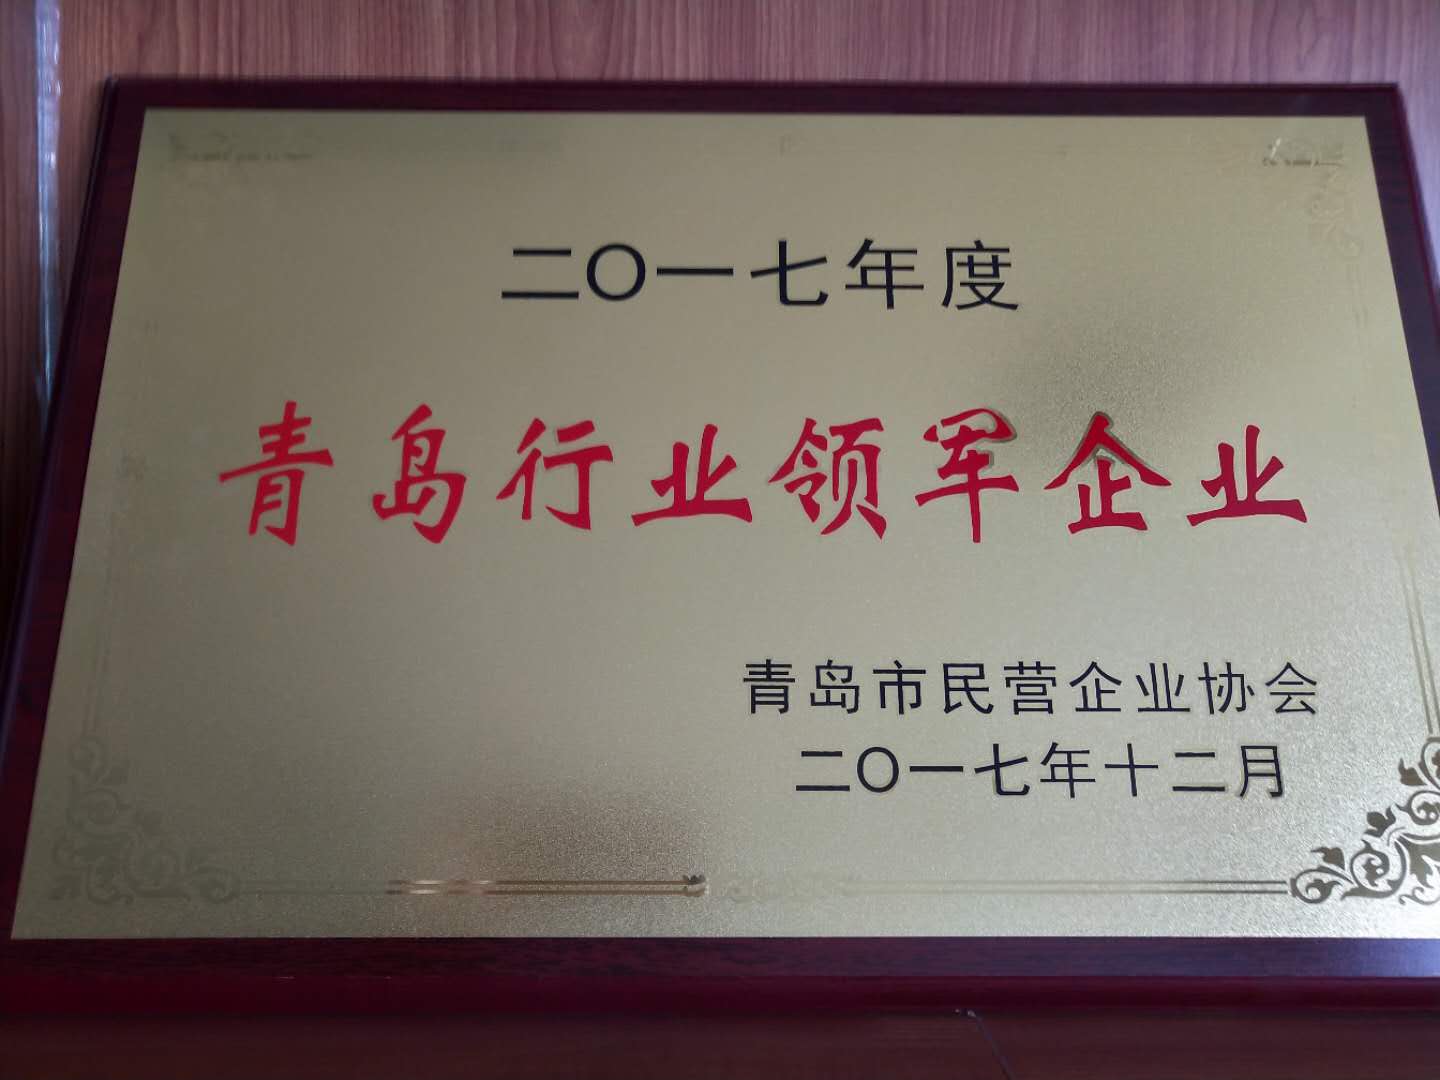 二〇一七年度
青岛行业领军企业
青岛市民营企业协会
二〇一七年十二月